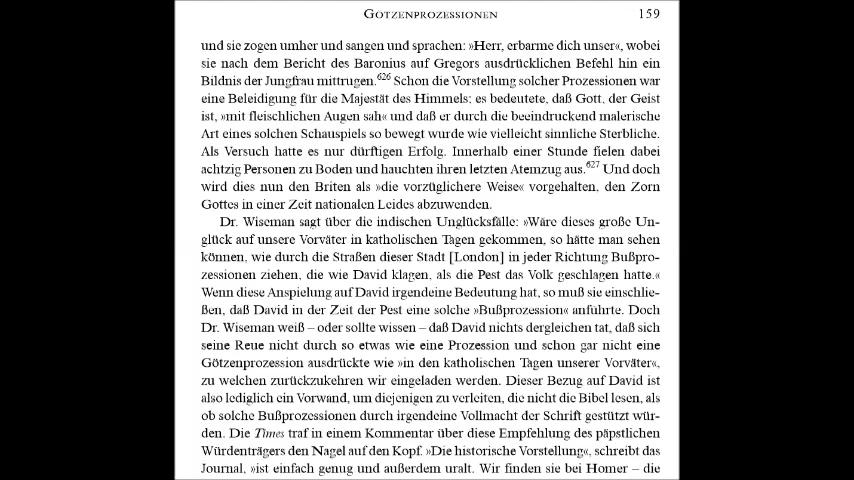 GÖTZENPROZESSIONEN 159
und sie zogen umher und sangen und sprachen: »Herr, erbarme dich unser«, wobei
sie nach dem Bericht des Baronius auf Gregors ausdrücklichen Befehl hin ein
Bildnis der Jungfrau mittrugen.626 Schon die Vorstellung solcher Prozessionen war
eine Beleidigung für die Majestät des Himmels; es bedeutete, daß Gott, der Geist
ist, »mit fleischlichen Augen sah« und daß er durch die beeindruckend malerische
Art eines solchen Schauspiels so bewegt wurde wie vielleicht sinnliche Sterbliche.
Als Versuch hatte es nur dürftigen Erfolg. Innerhalb einer Stunde fielen dabei
achtzig Personen zu Boden und hauchten ihren letzten Atemzug aus.627 Und doch
wird dies nun den Briten als »die vorzüglichere Weise« vorgehalten, den Zorn
Gottes in einer Zeit nationalen Leides abzuwenden.
Dr. Wiseman sagt über die indischen Unglücksfälle: »Wäre dieses große Un-
glück auf unsere Vorväter in katholischen Tagen gekommen, so hätte man sehen
können, wie durch die Straßen dieser Stadt [London] in jeder Richtung Bußpro-
zessionen ziehen, die wie David klagen, als die Pest das Volk geschlagen hatte.«
Wenn diese Anspielung auf David irgendeine Bedeutung hat, so muß sie einschlie-
ßen, daß David in der Zeit der Pest eine solche »Bußprozession« anführte. Doch
Dr. Wiseman weiß – oder sollte wissen – daß David nichts dergleichen tat, daß sich
seine Reue nicht durch so etwas wie eine Prozession und schon gar nicht eine
Götzenprozession ausdrückte wie »in den katholischen Tagen unserer Vorväter«,
zu welchen zurückzukehren wir eingeladen werden. Dieser Bezug auf David ist
also lediglich ein Vorwand, um diejenigen zu verleiten, die nicht die Bibel lesen, als
ob solche Bußprozessionen durch irgendeine Vollmacht der Schrift gestützt wür-
den. Die Times traf in einem Kommentar über diese Empfehlung des päpstlichen
Würdenträgers den Nagel auf den Kopf. »Die historische Vorstellung«, schreibt das
Journal, »ist einfach genug und außerdem uralt. Wir finden sie bei Homer – die